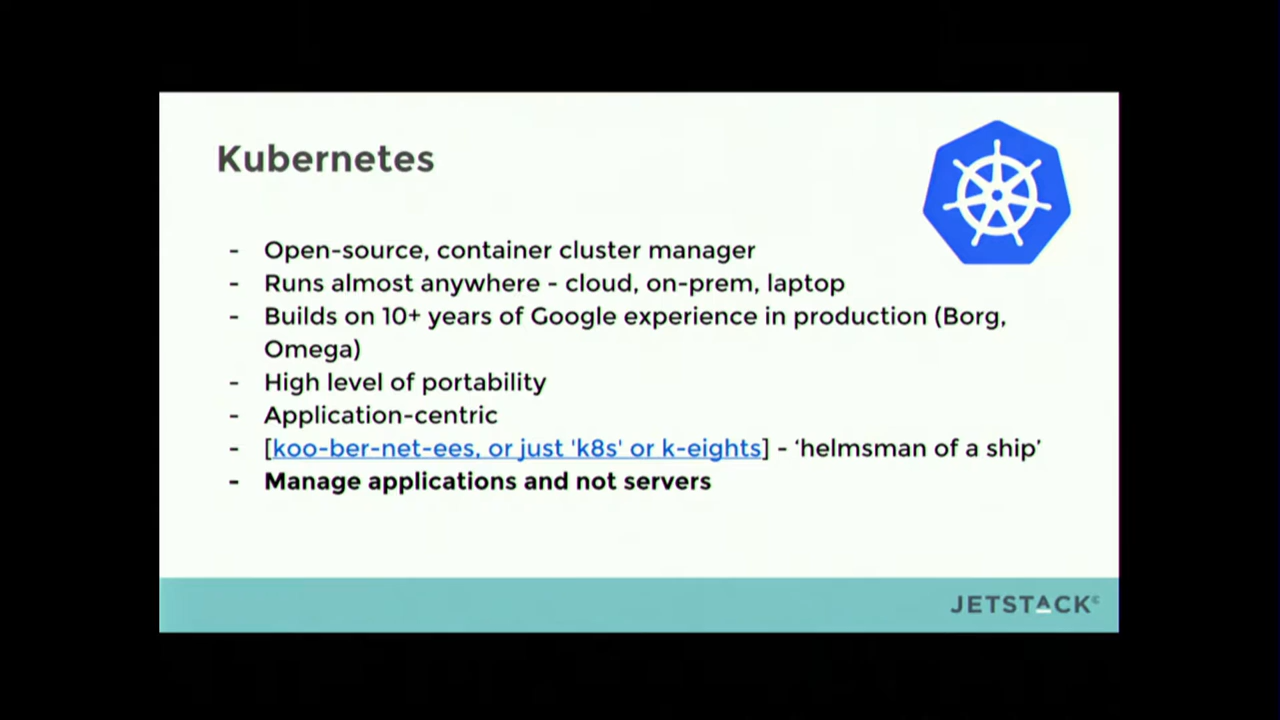 Kubernetes
- Open-source, container cluster manager
- Runs almost anywhere - cloud, on-prem, laptop
- Builds on 10+ years of Google experience in production (Borg,
Omega)
- High level of portability
- Application-centric
- [koo-ber-net-ees, or just 'k8s' or k-eights] - ‘helmsman of a ship’
- Manage applications and not servers
JETSTACK